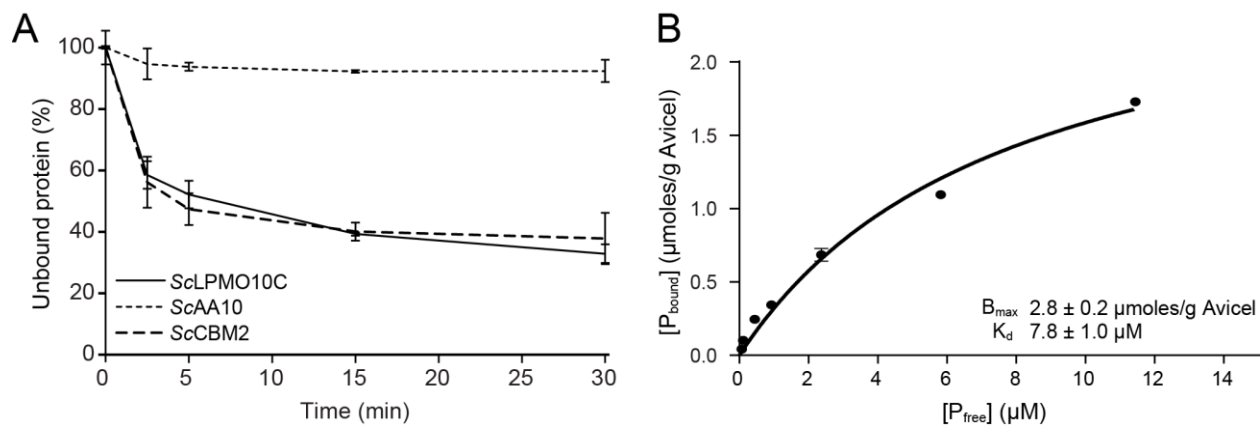 A
Unbound protein (%)
100
80
60
40
20
0
ScLPMO10C
ScAA10
ScCBM2
0 5 10 15 20 25 30
Time (min)
B
[Pbound] (µmoles/g Avicel)
2.0
1.5
1.0
0.5
0.0
Bmax 2.8 ± 0.2 µmoles/g Avicel
Kd 7.8 ± 1.0 µM
0 2 4 6 8 10 12 14
[Pfree] (µM)